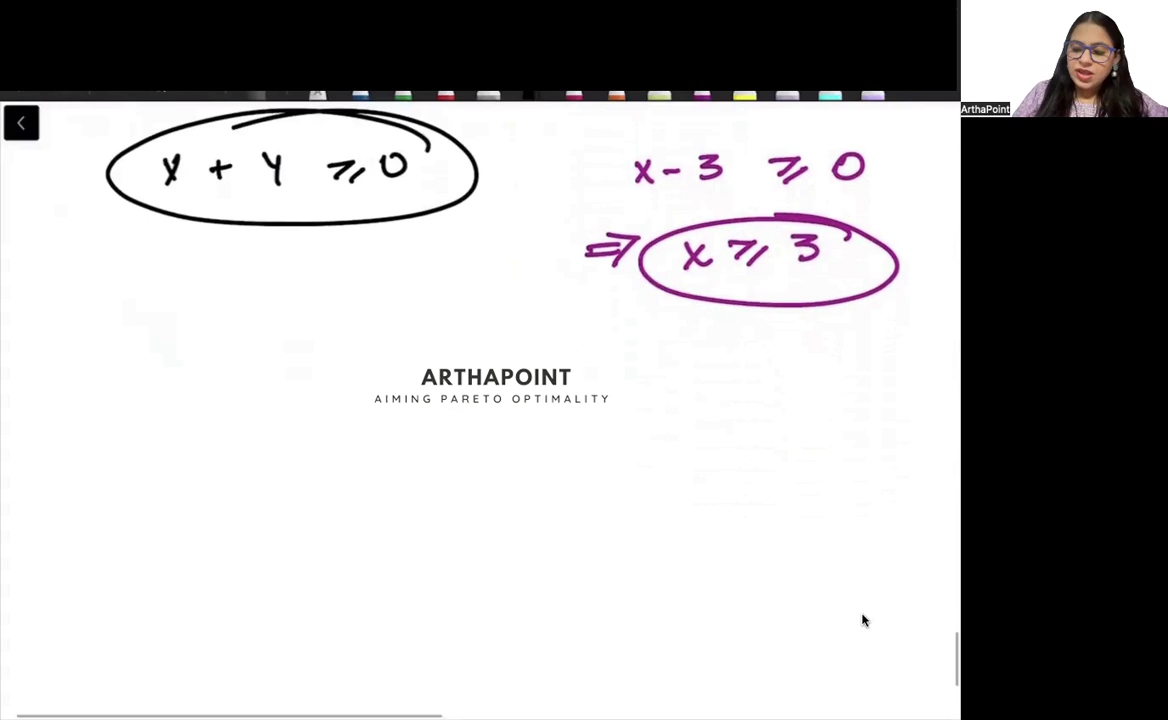 x + y ≥ 0
x - 3 ≥ 0
⇒ x ≥ 3
ARTHAPOINT
AIMING PARETO OPTIMALITY
ArthaPoint